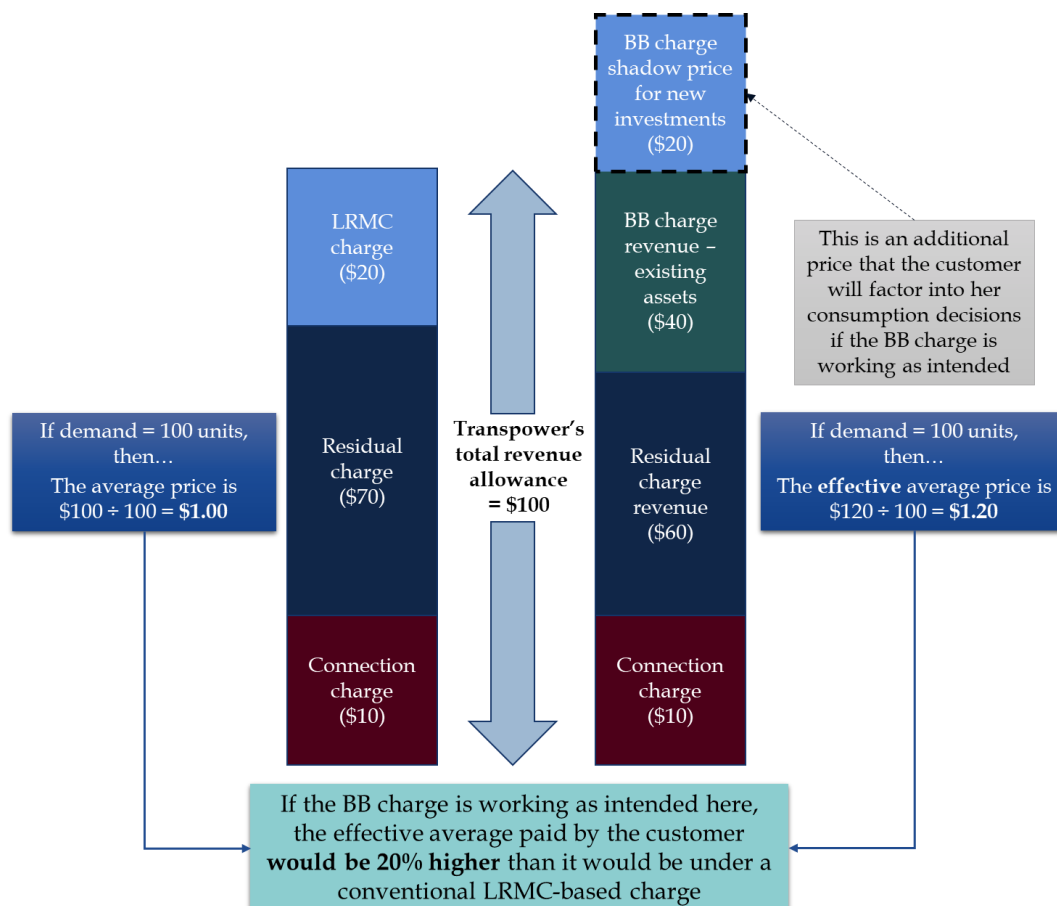 BB charge
shadow price
for new
investments
($20)
LRMC
charge
($20)
BB charge
revenue –
existing
assets
($40)
This is an additional
price that the customer
will factor into her
consumption decisions
if the BB charge is
working as intended
If demand = 100 units,
then…
The average price is
$100 ÷ 100 = $1.00
Residual
charge
($70)
Transpower's
total revenue
allowance
= $100
Residual
charge
revenue
($60)
If demand = 100 units,
then…
The effective average price is
$120 ÷ 100 = $1.20
Connection
charge
($10)
Connection
charge
($10)
If the BB charge is working as intended here,
the effective average paid by the customer
would be 20% higher than it would be under a
conventional LRMC-based charge